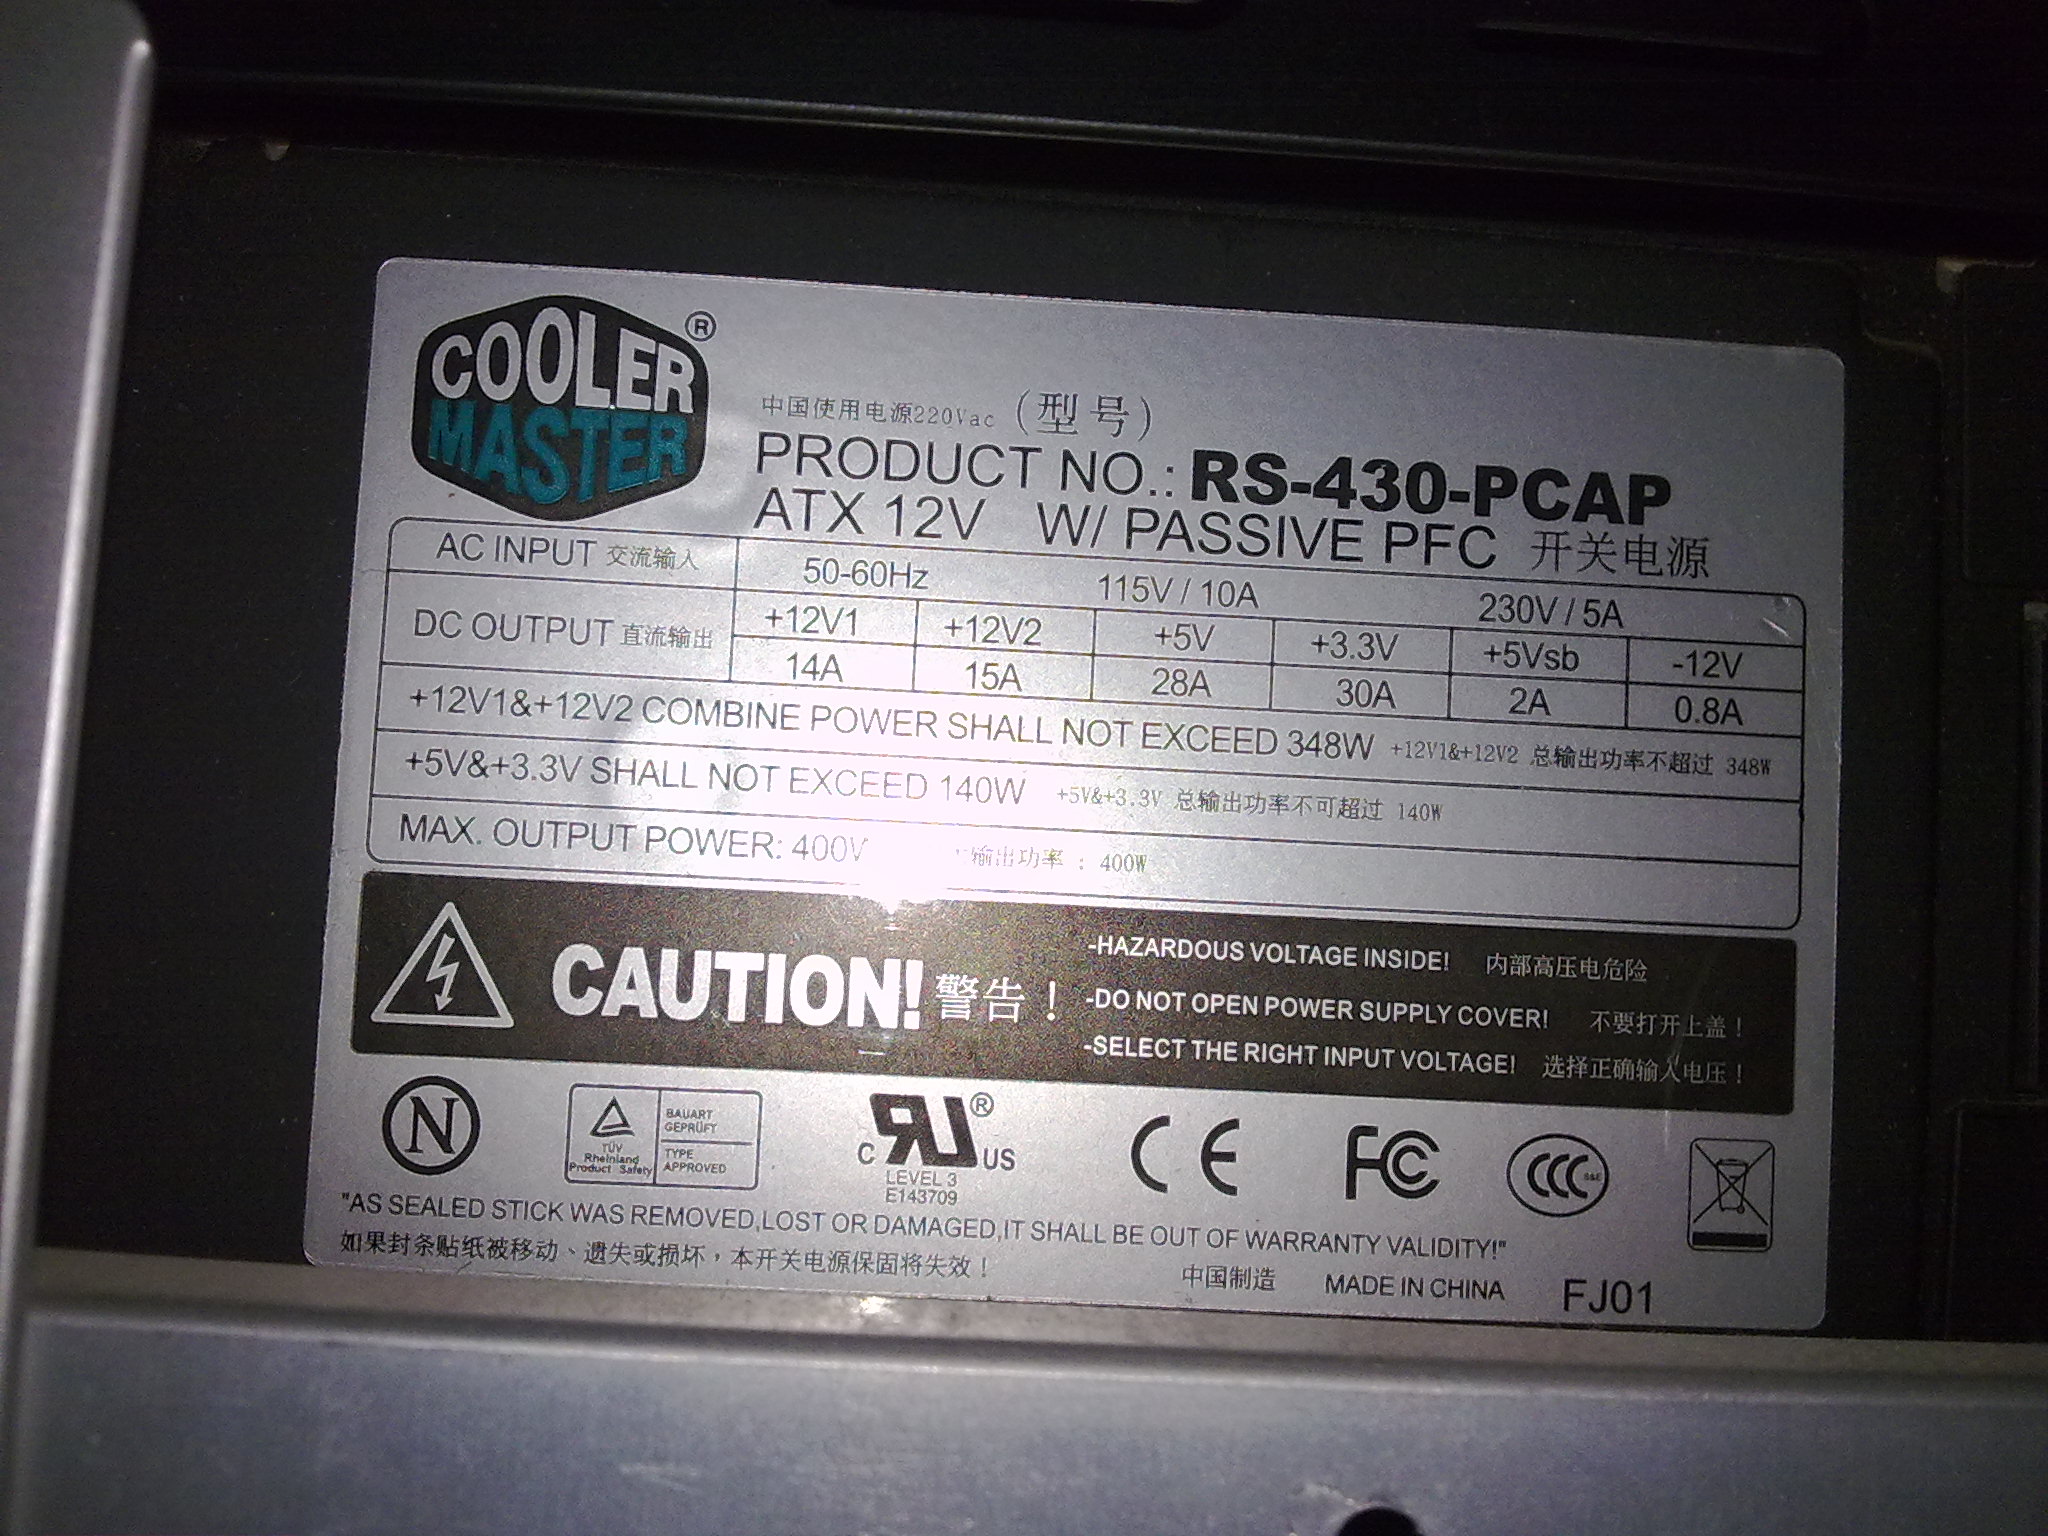 COOLER
MASTER®
中国使用电源220Vac (型号)
PRODUCT NO.: RS-430-PCAP
ATX 12V W/ PASSIVE PFC 开关电源
AC INPUT 交流输入 50-60Hz 115V / 10A 230V / 5A
DC OUTPUT 直流输出 +12V1 +12V2 +5V +3.3V +5Vsb -12V
14A 15A 28A 30A 2A 0.8A
+12V1&+12V2 COMBINE POWER SHALL NOT EXCEED 348W +12V1&+12V2 总输出功率不超过 348W
+5V&+3.3V SHALL NOT EXCEED 140W +5V&+3.3V 总输出功率不可超过 140W
MAX. OUTPUT POWER: 输出功率 : 400W
CAUTION! 警告！
-HAZARDOUS VOLTAGE INSIDE! 内部高压电危险
-DO NOT OPEN POWER SUPPLY COVER! 不要打开上盖！
-SELECT THE RIGHT INPUT VOLTAGE! 选择正确输入电压！
N
TÜV
Rheinland
Product Safety
BAUART
GEPRÜFT
TYPE
APPROVED
C RU® US
LEVEL 3
E143709
CE
FC
CCC S&E
"AS SEALED STICK WAS REMOVED,LOST OR DAMAGED,IT SHALL BE OUT OF WARRANTY VALIDITY!"
如果封条贴纸被移动、遗失或损坏，本开关电源保固将失效！
中国制造 MADE IN CHINA FJ01